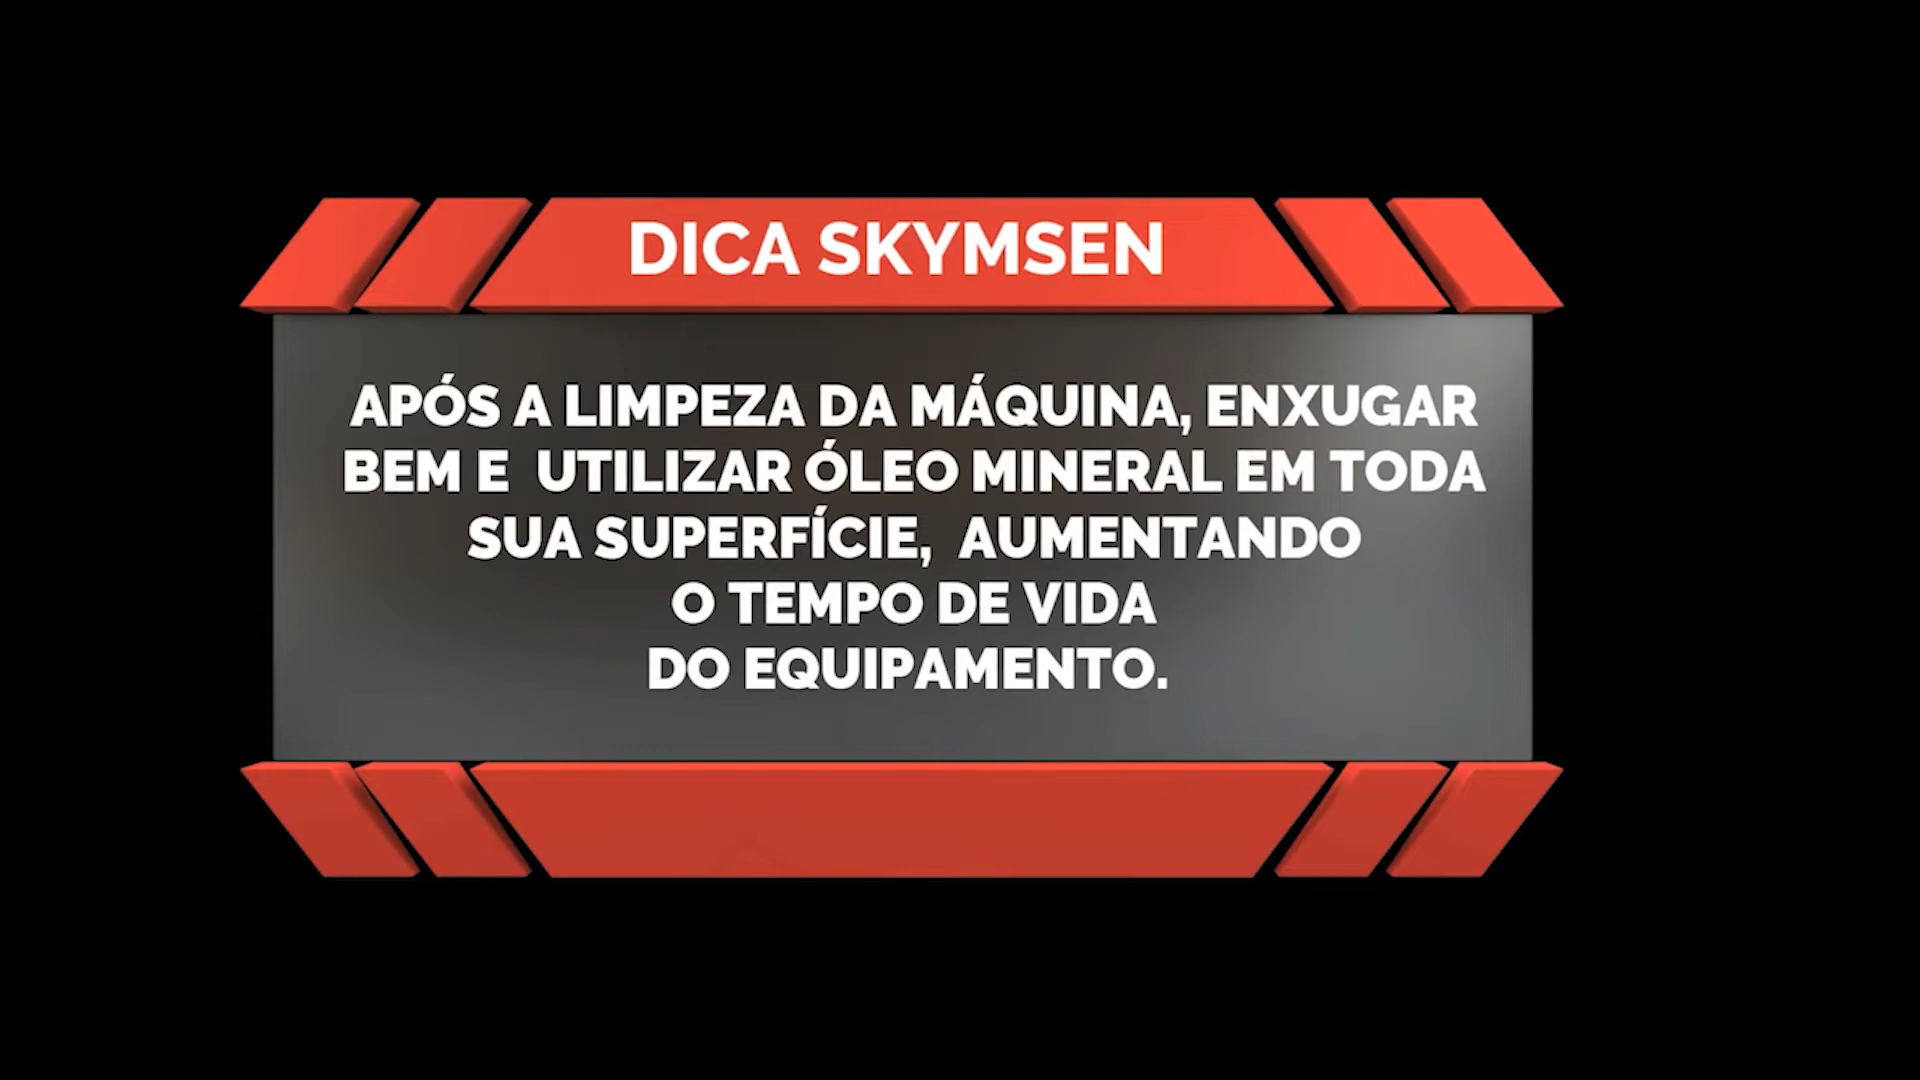 DICA SKYMSEN
APÓS A LIMPEZA DA MÁQUINA, ENXUGAR
BEM E UTILIZAR ÓLEO MINERAL EM TODA
SUA SUPERFÍCIE, AUMENTANDO
O TEMPO DE VIDA
DO EQUIPAMENTO.